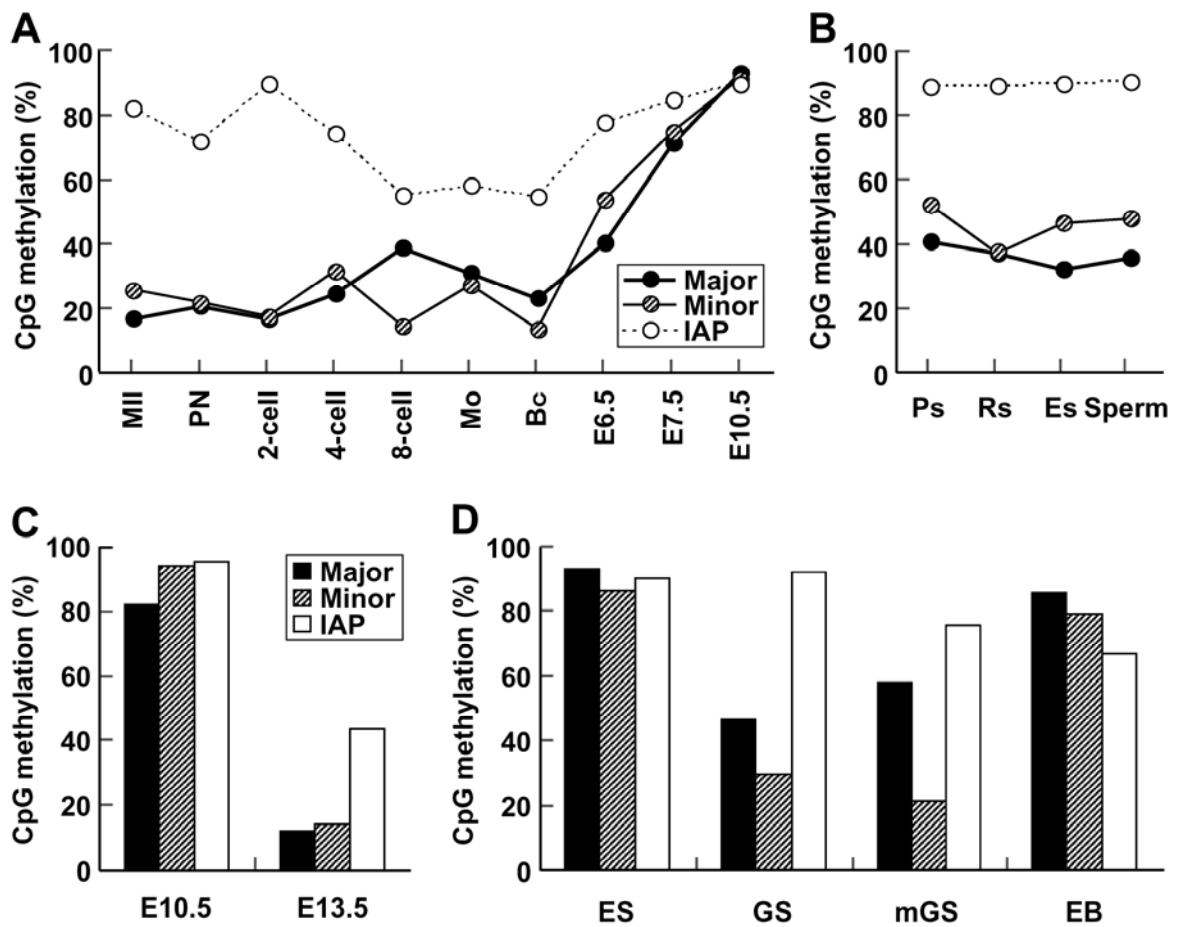 A
CpG methylation (%)
100
80
60
40
20
0
MII
PN
2-cell
4-cell
8-cell
Mo
Bc
E6.5
E7.5
E10.5
Major
Minor
IAP
B
CpG methylation (%)
100
80
60
40
20
0
Ps Rs Es Sperm
C
CpG methylation (%)
100
80
60
40
20
0
E10.5 E13.5
Major
Minor
IAP
D
CpG methylation (%)
100
80
60
40
20
0
ES GS mGS EB